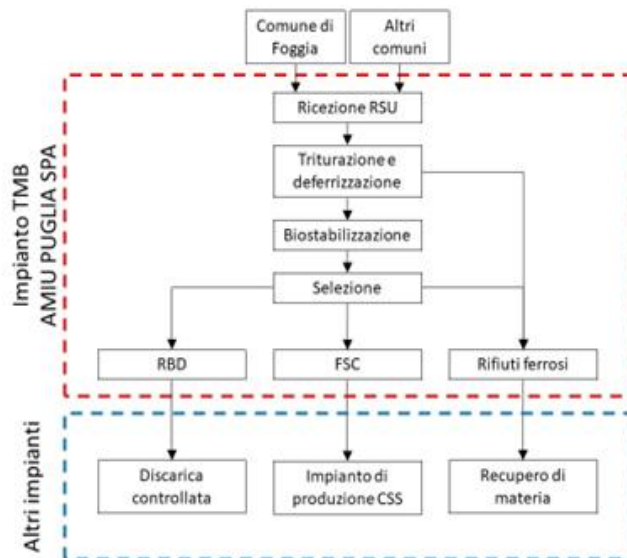 Comune di
Foggia
Altri
comuni
Impianto TMB
AMIU PUGLIA SPA
Ricezione RSU
Triturazione e
deferrizzazione
Biostabilizzazione
Selezione
RBD
FSC
Rifiuti ferrosi
Altri impianti
Discarica
controllata
Impianto di
produzione CSS
Recupero di
materia